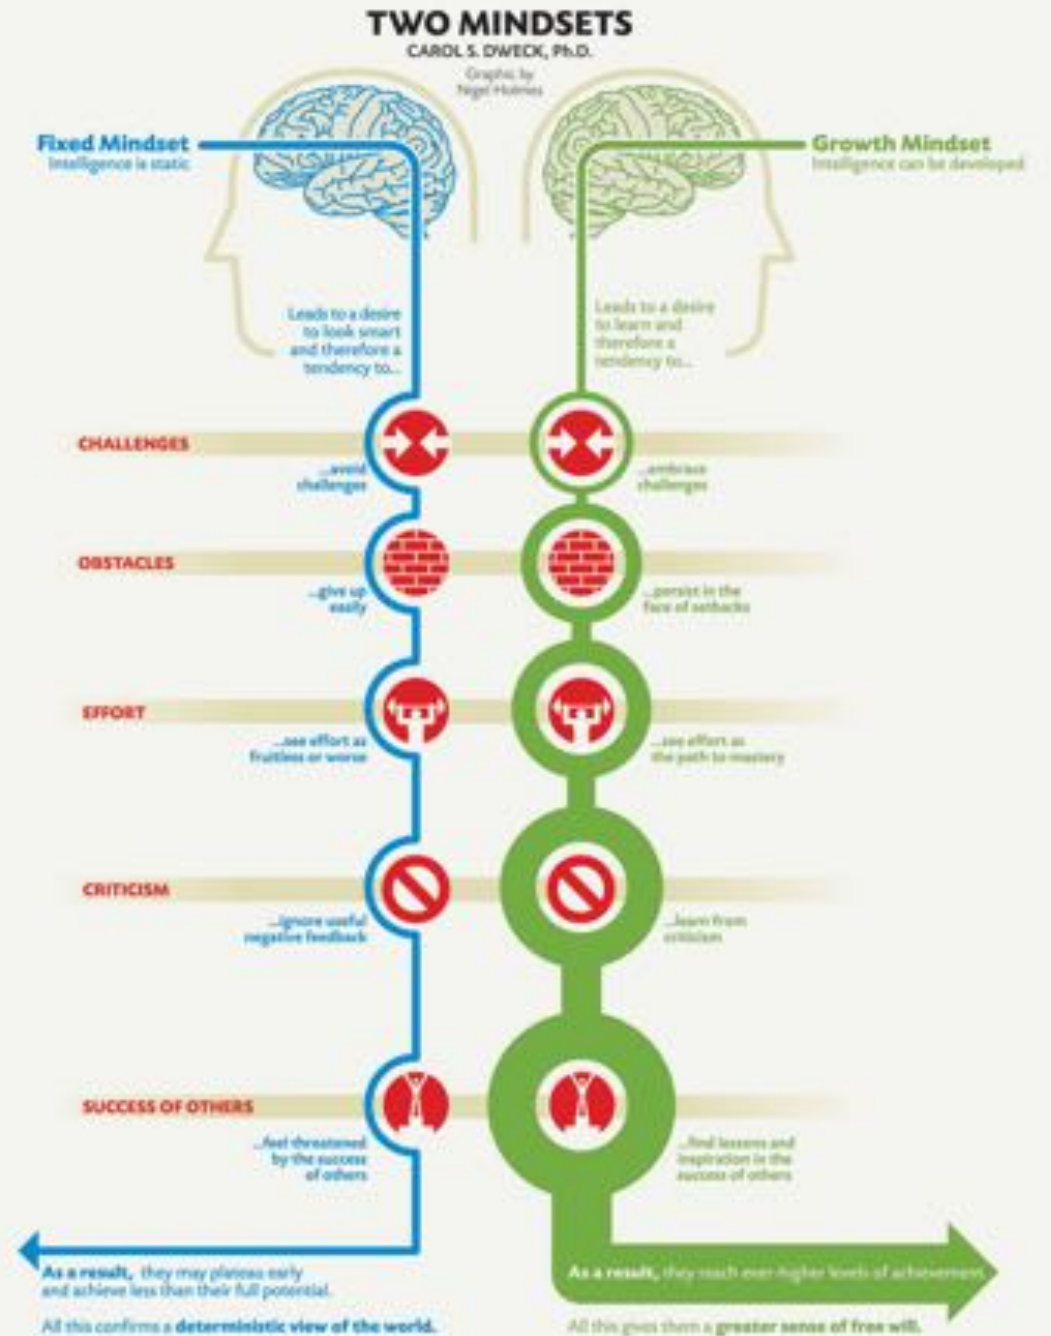 TWO MINDSETS
CAROL S. DWECK, Ph.D.
Graphic by
Nigel Holmes
Fixed Mindset
Intelligence is static
Growth Mindset
Intelligence can be developed
Leads to a desire
to look smart
and therefore a
tendency to...
Leads to a desire
to learn and
therefore a
tendency to...
CHALLENGES
...avoid
challenges
...embrace
challenges
OBSTACLES
...give up
easily
...persist in the
face of setbacks
EFFORT
...see effort as
fruitless or worse
...see effort as
the path to mastery
CRITICISM
...ignore useful
negative feedback
...learn from
criticism
SUCCESS OF OTHERS
...feel threatened
by the success
of others
...find lessons and
inspiration in the
success of others
As a result, they may plateau early
and achieve less than their full potential.
All this confirms a deterministic view of the world.
As a result, they reach ever-higher levels of achievement.
All this gives them a greater sense of free will.